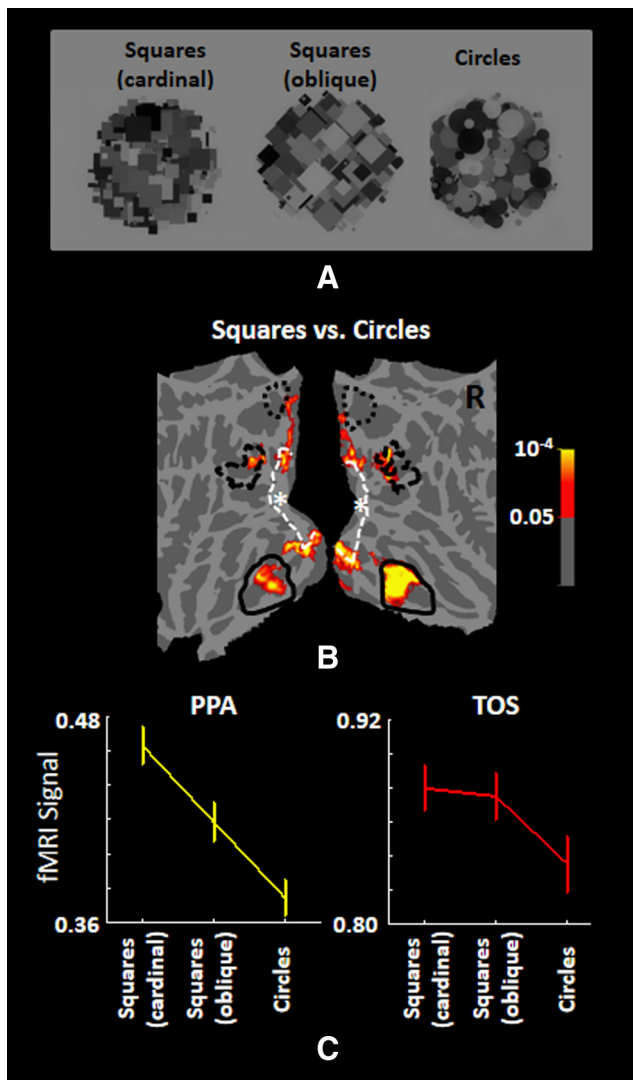 Squares
(cardinal)
Squares
(oblique)
Circles
A
Squares vs. Circles
R
10-4
0.05
*
*
B
PPA
TOS
0.48
0.36
fMRI Signal
0.92
0.80
Squares
(cardinal)
Squares
(oblique)
Circles
Squares
(cardinal)
Squares
(oblique)
Circles
C